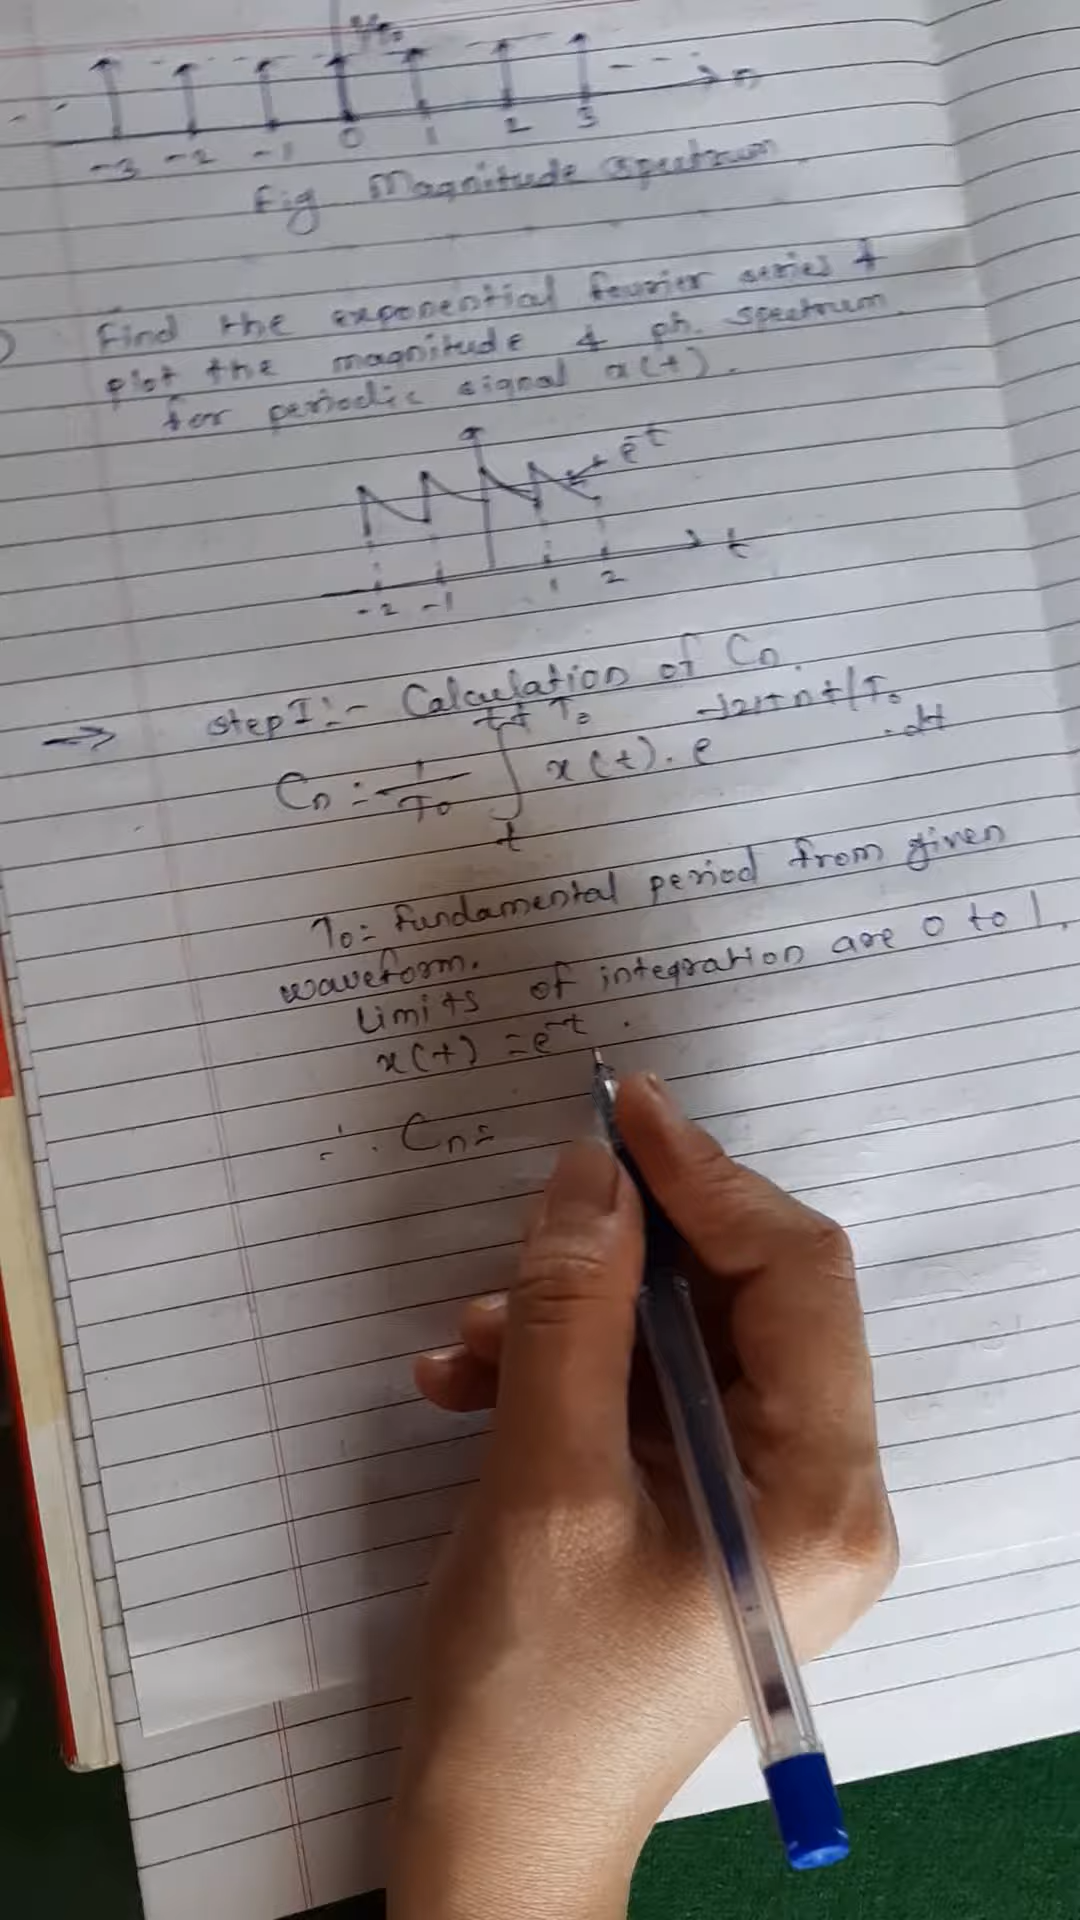 1/T₀
-3 -2 -1 0 1 2 3 n
Fig Magnitude spectrum.
Find the exponential fourier series &
plot the magnitude & ph. spectrum
for periodic signal x(t).
e^-t
-2 -1 1 2 t
→ step I:- Calculation of Cn.
Cn = 1/T₀ ∫_t^{t+T₀} x(t). e^{-j2πnt/T₀} .dt
T₀= fundamental period from given
waveform.
Limits of integration are 0 to 1.
x(t) = e^-t .
∴ Cn =